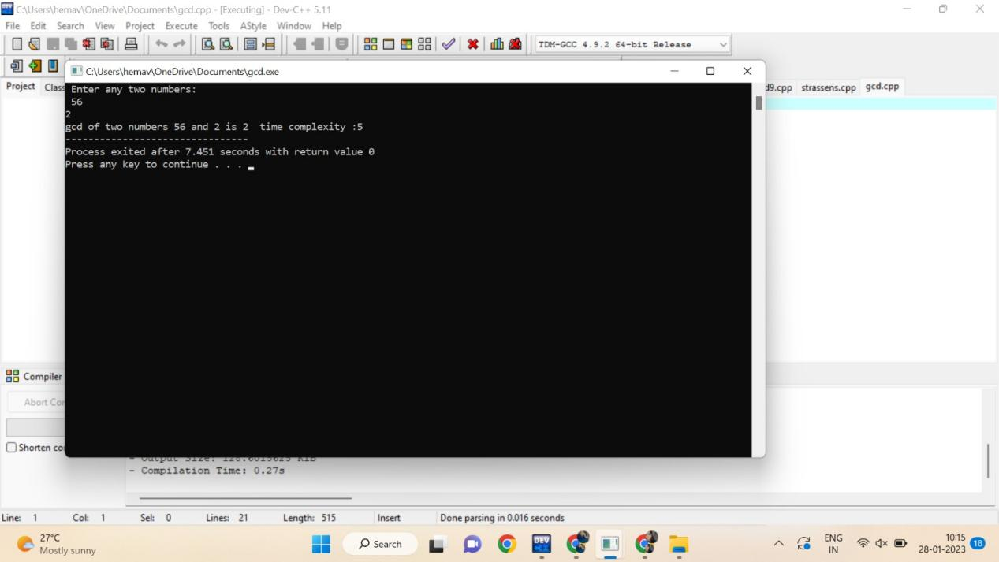 C:\Users\hemav\OneDrive\Documents\gcd.cpp - [Executing] - Dev-C++ 5.11
File Edit Search View Project Execute Tools AStyle Window Help
TDM-GCC 4.9.2 64-bit Release
C:\Users\hemav\OneDrive\Documents\gcd.exe
Project Class d9.cpp strassens.cpp gcd.cpp
Enter any two numbers:
56
2
gcd of two numbers 56 and 2 is 2  time complexity :5
--------------------------------
Process exited after 7.451 seconds with return value 0
Press any key to continue . . .
Compiler
Abort Con
Shorten co
- Output Size: 128.6015625 KiB
- Compilation Time: 0.27s
Line: 1 Col: 1 Sel: 0 Lines: 21 Length: 515 Insert Done parsing in 0.016 seconds
27°C
Mostly sunny
Search
DEV
ENG
IN
10:15
28-01-2023
18